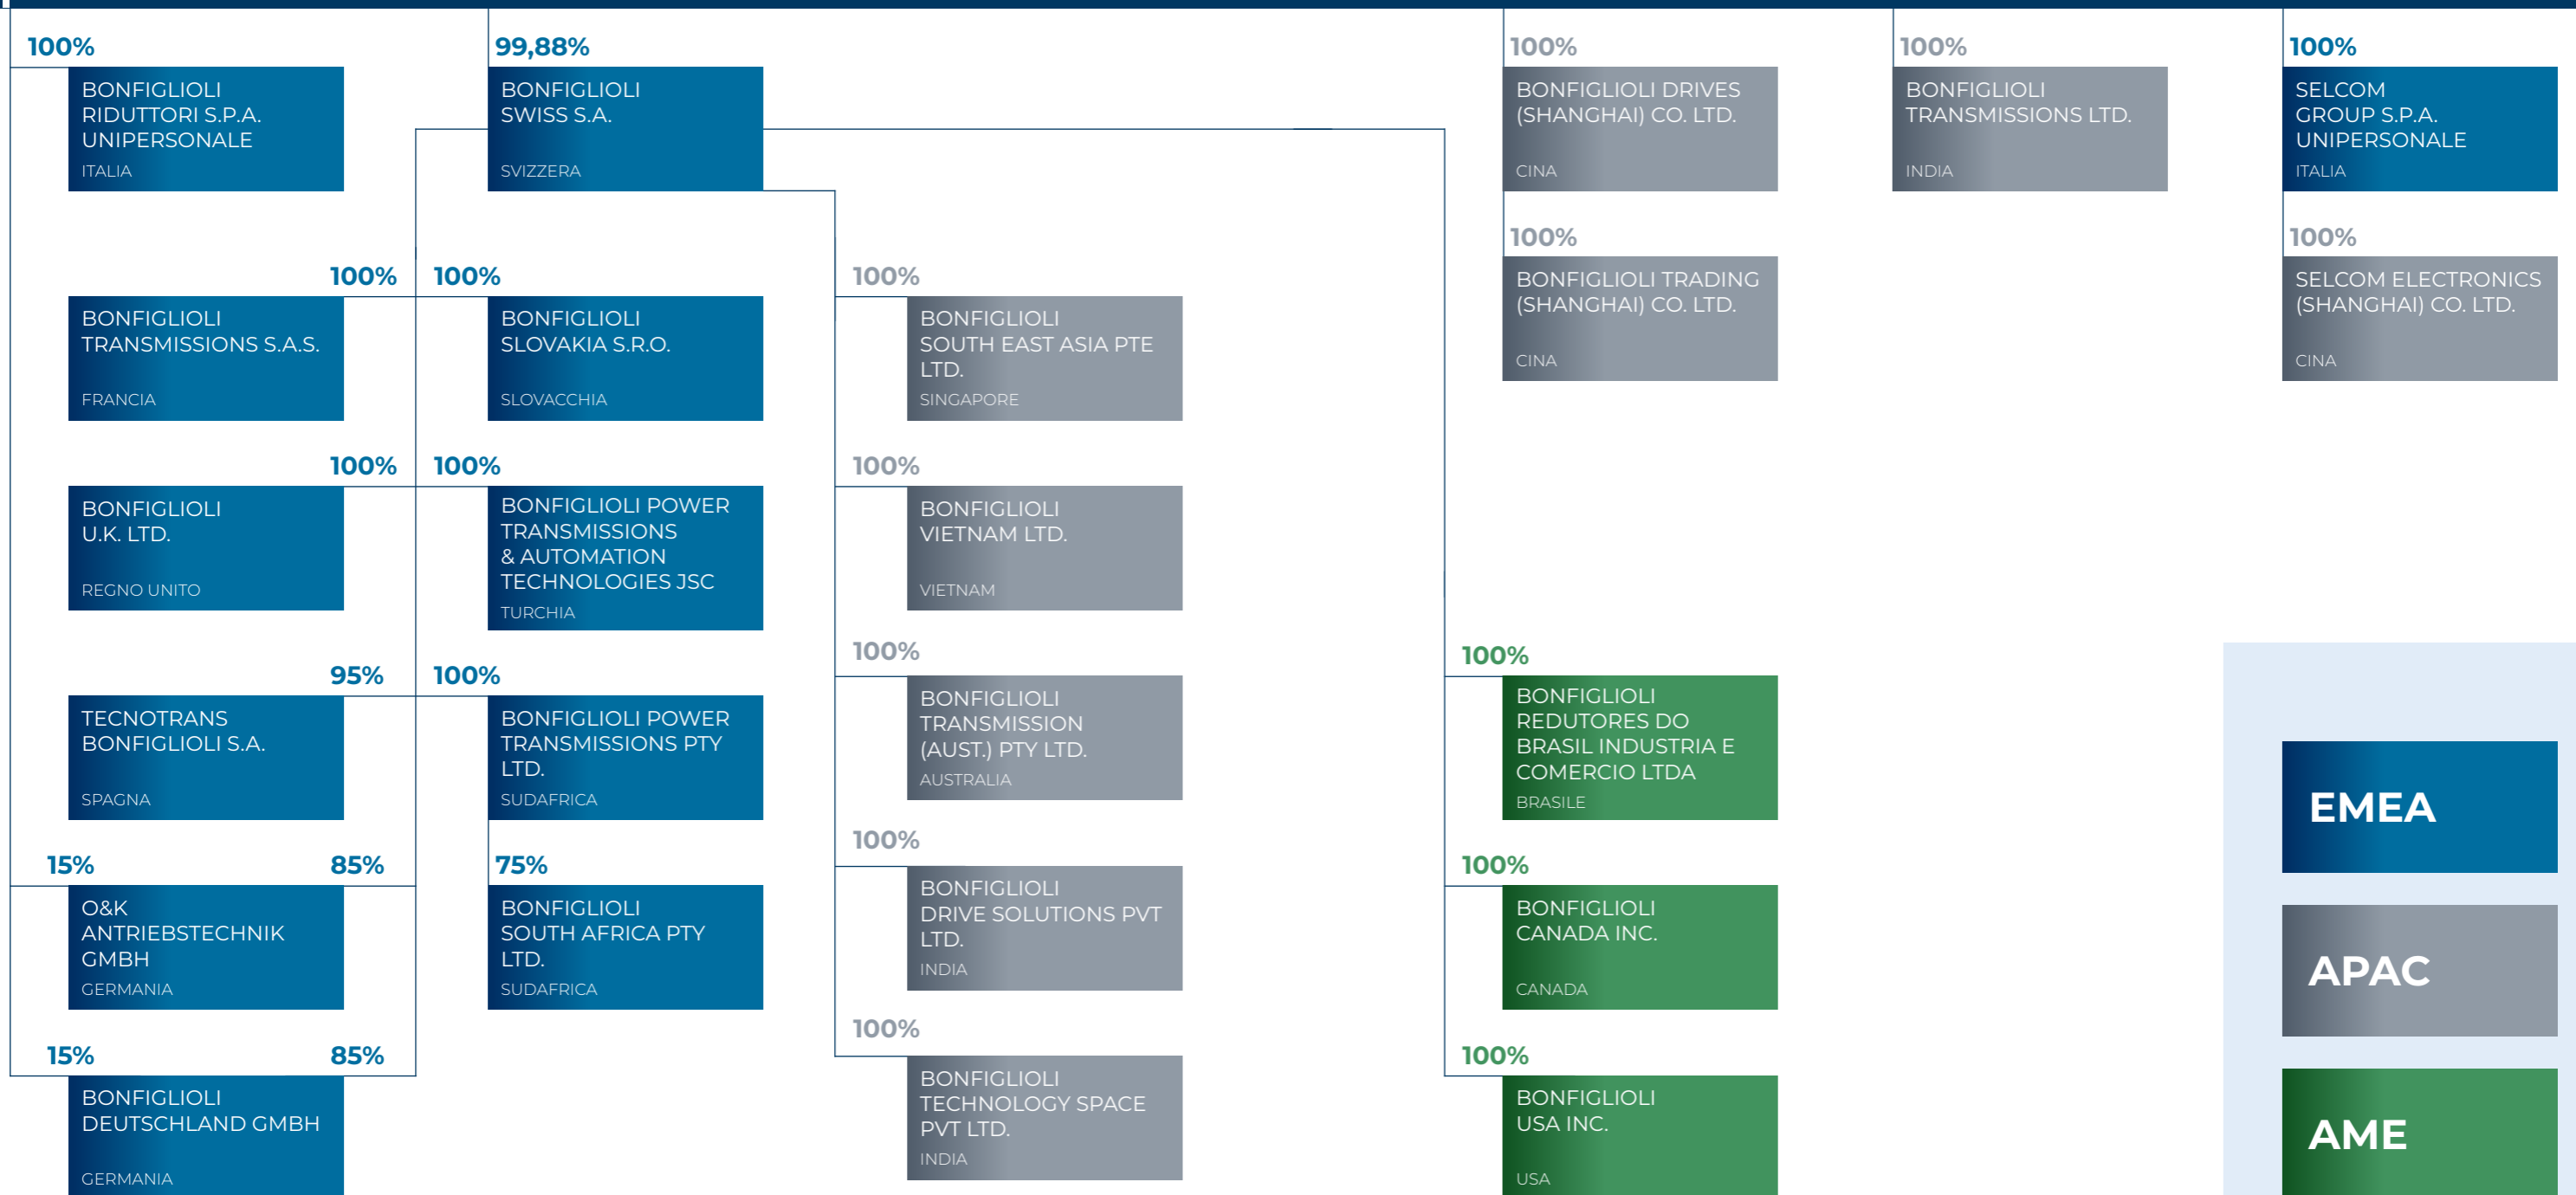 100%
BONFIGLIOLI
RIDUTTORI S.P.A.
UNIPERSONALE
ITALIA
99,88%
BONFIGLIOLI
SWISS S.A.
SVIZZERA
100%
BONFIGLIOLI DRIVES
(SHANGHAI) CO. LTD.
CINA
100%
BONFIGLIOLI
TRANSMISSIONS LTD.
INDIA
100%
SELCOM
GROUP S.P.A.
UNIPERSONALE
ITALIA
100%
BONFIGLIOLI TRADING
(SHANGHAI) CO. LTD.
CINA
100%
SELCOM ELECTRONICS
(SHANGHAI) CO. LTD.
CINA
100%
BONFIGLIOLI
TRANSMISSIONS S.A.S.
FRANCIA
100%
BONFIGLIOLI
SLOVAKIA S.R.O.
SLOVACCHIA
100%
BONFIGLIOLI
SOUTH EAST ASIA PTE
LTD.
SINGAPORE
100%
BONFIGLIOLI
U.K. LTD.
REGNO UNITO
100%
BONFIGLIOLI POWER
TRANSMISSIONS
& AUTOMATION
TECHNOLOGIES JSC
TURCHIA
100%
BONFIGLIOLI
VIETNAM LTD.
VIETNAM
95%
TECNOTRANS
BONFIGLIOLI S.A.
SPAGNA
100%
BONFIGLIOLI POWER
TRANSMISSIONS PTY
LTD.
SUDAFRICA
100%
BONFIGLIOLI
TRANSMISSION
(AUST.) PTY LTD.
AUSTRALIA
100%
BONFIGLIOLI
REDUTORES DO
BRASIL INDUSTRIA E
COMERCIO LTDA
BRASILE
15%
85%
O&K
ANTRIEBSTECHNIK
GMBH
GERMANIA
75%
BONFIGLIOLI
SOUTH AFRICA PTY
LTD.
SUDAFRICA
100%
BONFIGLIOLI
DRIVE SOLUTIONS PVT
LTD.
INDIA
100%
BONFIGLIOLI
CANADA INC.
CANADA
15%
85%
BONFIGLIOLI
DEUTSCHLAND GMBH
GERMANIA
100%
BONFIGLIOLI
TECHNOLOGY SPACE
PVT LTD.
INDIA
100%
BONFIGLIOLI
USA INC.
USA
EMEA
APAC
AME